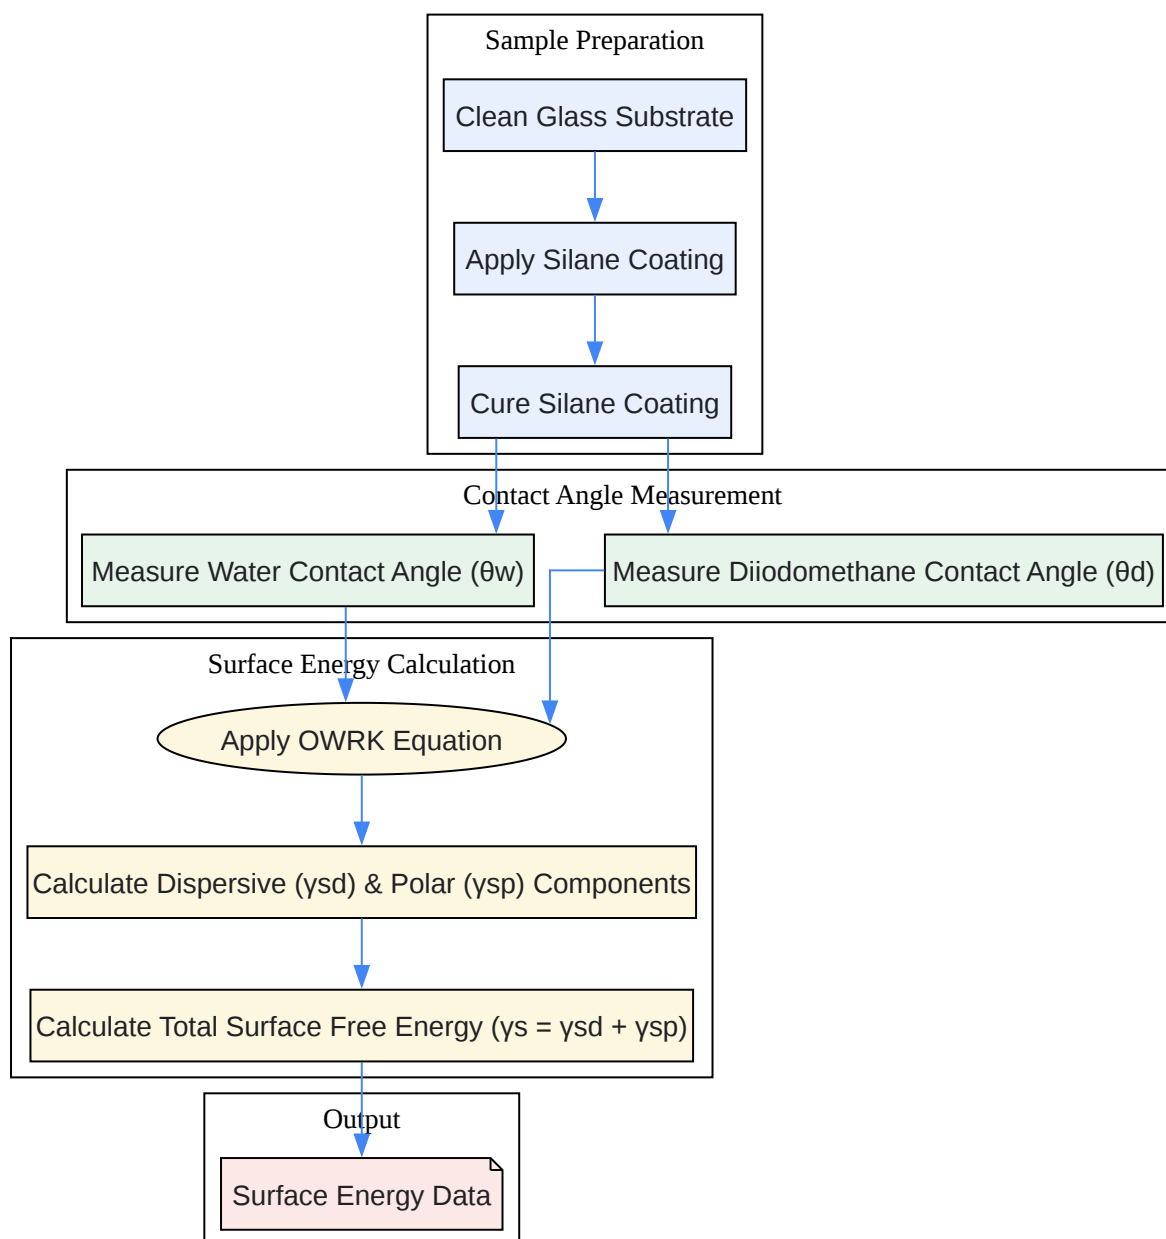 Sample Preparation
Clean Glass Substrate
Apply Silane Coating
Cure Silane Coating
Contact Angle Measurement
Measure Water Contact Angle (θw)
Measure Diiodomethane Contact Angle (θd)
Surface Energy Calculation
Apply OWRK Equation
Calculate Dispersive (γsd) & Polar (γsp) Components
Calculate Total Surface Free Energy (γs = γsd + γsp)
Output
Surface Energy Data